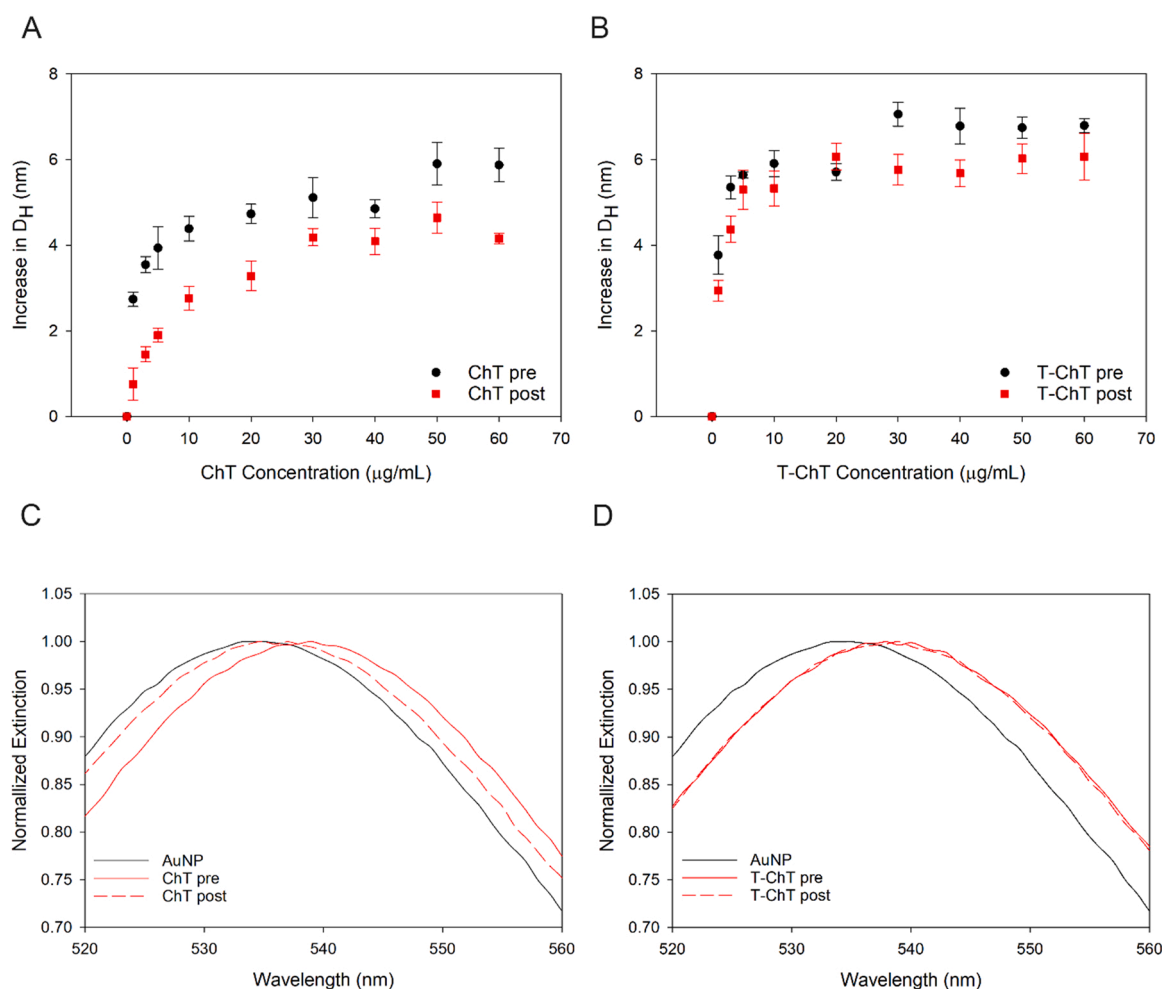 A
B
8
6
4
2
0
Increase in DH (nm)
ChT pre
ChT post
0 10 20 30 40 50 60 70
ChT Concentration (μg/mL)
8
6
4
2
0
Increase in DH (nm)
T-ChT pre
T-ChT post
0 10 20 30 40 50 60 70
T-ChT Concentration (μg/mL)
C
D
1.05
1.00
0.95
0.90
0.85
0.80
0.75
0.70
Normallized Extinction
AuNP
ChT pre
ChT post
520 530 540 550 560
Wavelength (nm)
1.05
1.00
0.95
0.90
0.85
0.80
0.75
0.70
Normallized Extinction
AuNP
T-ChT pre
T-ChT post
520 530 540 550 560
Wavelength (nm)